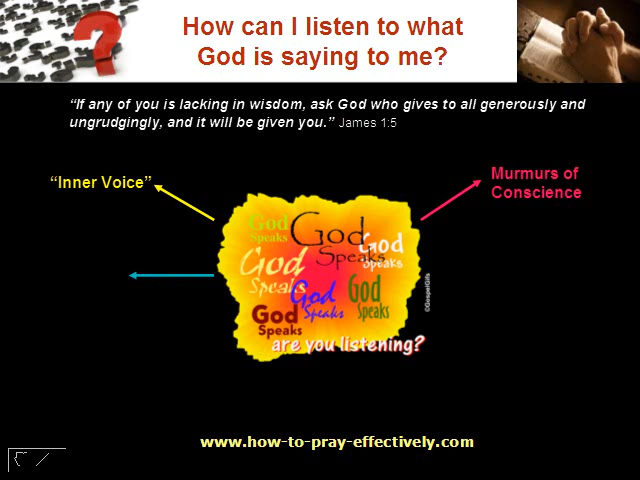 How can I listen to what
God is saying to me?
“If any of you is lacking in wisdom, ask God who gives to all generously and
ungrudgingly, and it will be given you.” James 1:5
“Inner Voice”
Murmurs of
Conscience
God
Speaks
God
Speaks
God
Speaks
God
Speaks
God
Speaks
God
Speaks
God
Speaks
are you listening?
©GospelGifs
www.how-to-pray-effectively.com